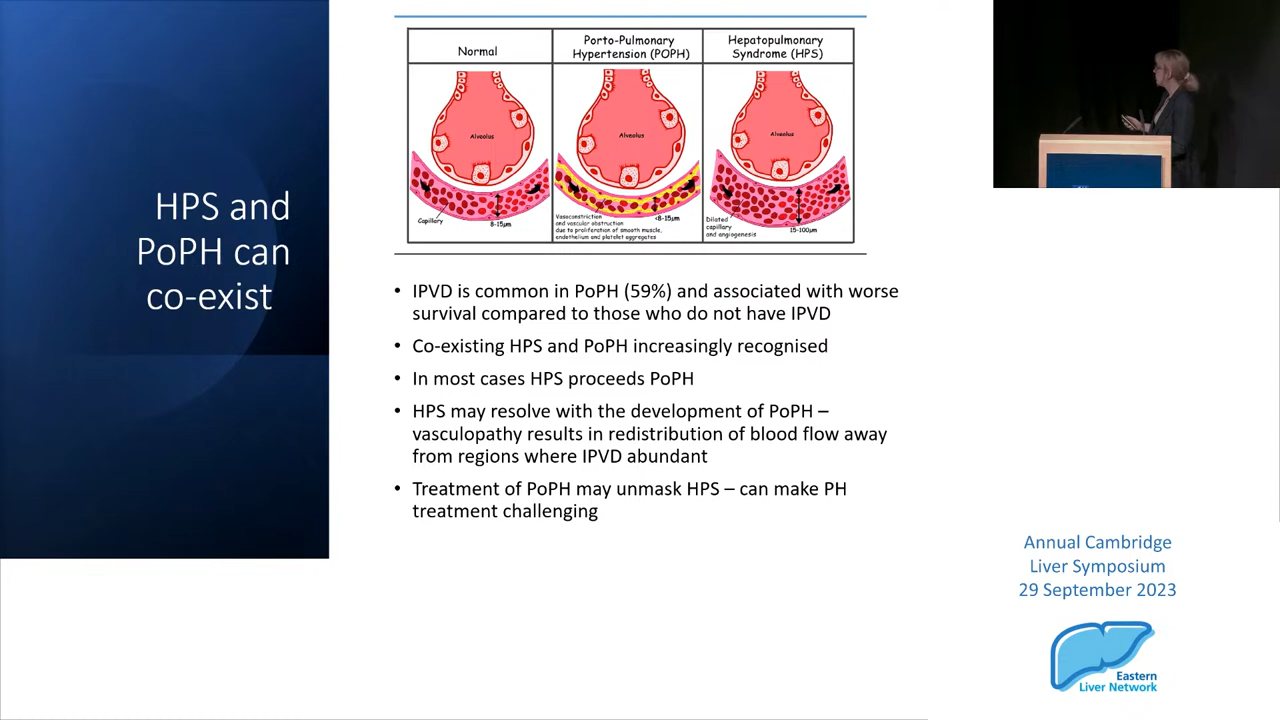 HPS and
PoPH can
co-exist
Normal
Porto-Pulmonary
Hypertension (POPH)
Hepatopulmonary
Syndrome (HPS)
Alveolus
Capillary
8-15µm
Alveolus
Vasoconstriction
and vascular obstruction
due to proliferation of smooth muscle,
endothelium and platelet aggregates
<8-15µm
Alveolus
Dilated
capillary
and angiogenesis
15-100µm
• IPVD is common in PoPH (59%) and associated with worse
survival compared to those who do not have IPVD
• Co-existing HPS and PoPH increasingly recognised
• In most cases HPS proceeds PoPH
• HPS may resolve with the development of PoPH –
vasculopathy results in redistribution of blood flow away
from regions where IPVD abundant
• Treatment of PoPH may unmask HPS – can make PH
treatment challenging
Annual Cambridge
Liver Symposium
29 September 2023
Eastern
Liver Network